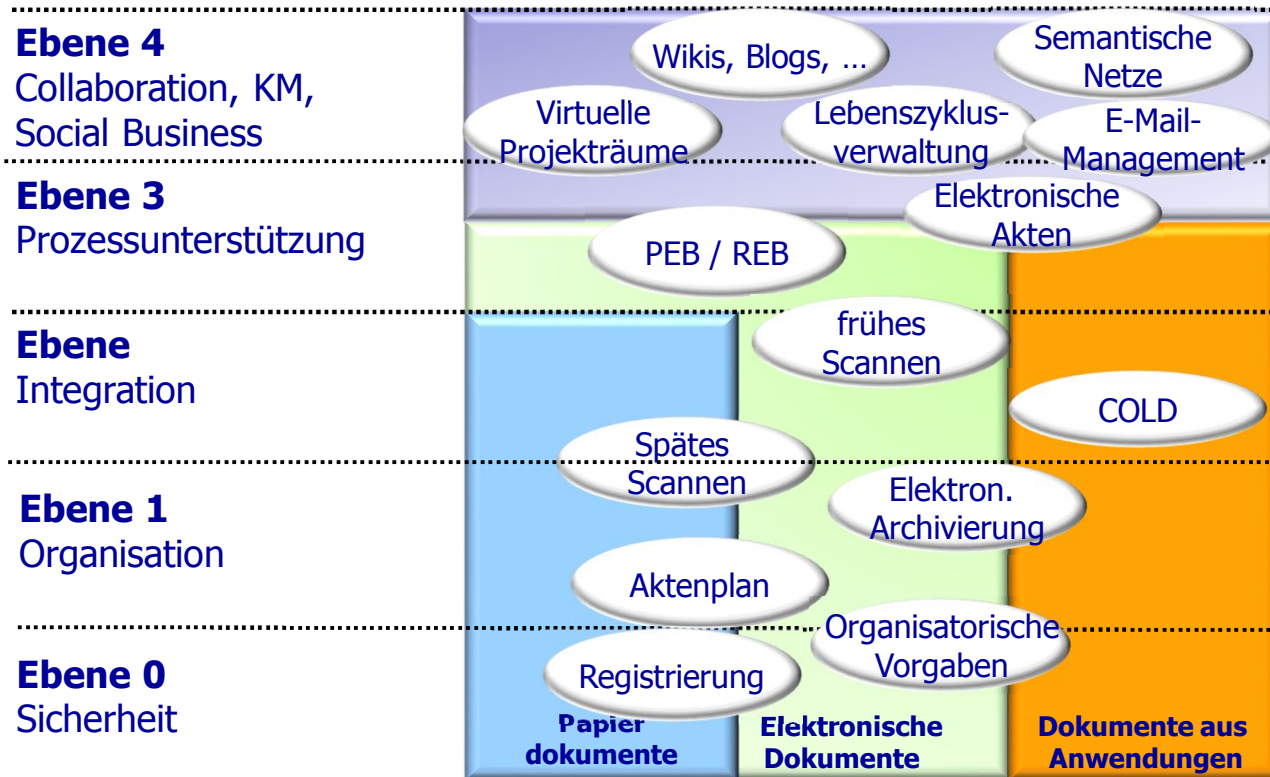 Ebene 4
Collaboration, KM,
Social Business
Wikis, Blogs, ...
Semantische
Netze
Virtuelle
Projekträume
Lebenszyklus-
verwaltung
E-Mail-
Management
Ebene 3
Prozessunterstützung
Elektronische
Akten
PEB / REB
Ebene
Integration
frühes
Scannen
COLD
Spätes
Scannen
Ebene 1
Organisation
Elektron.
Archivierung
Aktenplan
Ebene 0
Sicherheit
Organisatorische
Vorgaben
Registrierung
Papier
dokumente
Elektronische
Dokumente
Dokumente aus
Anwendungen